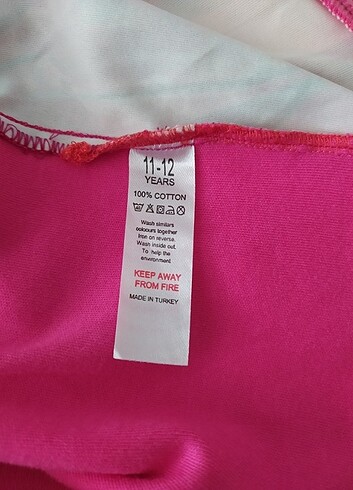 11-12
YEARS
100% COTTON
Wash similars
colours together
Iron on reverse.
Wash inside out.
To help the
environment
KEEP AWAY
FROM FIRE
MADE IN TURKEY